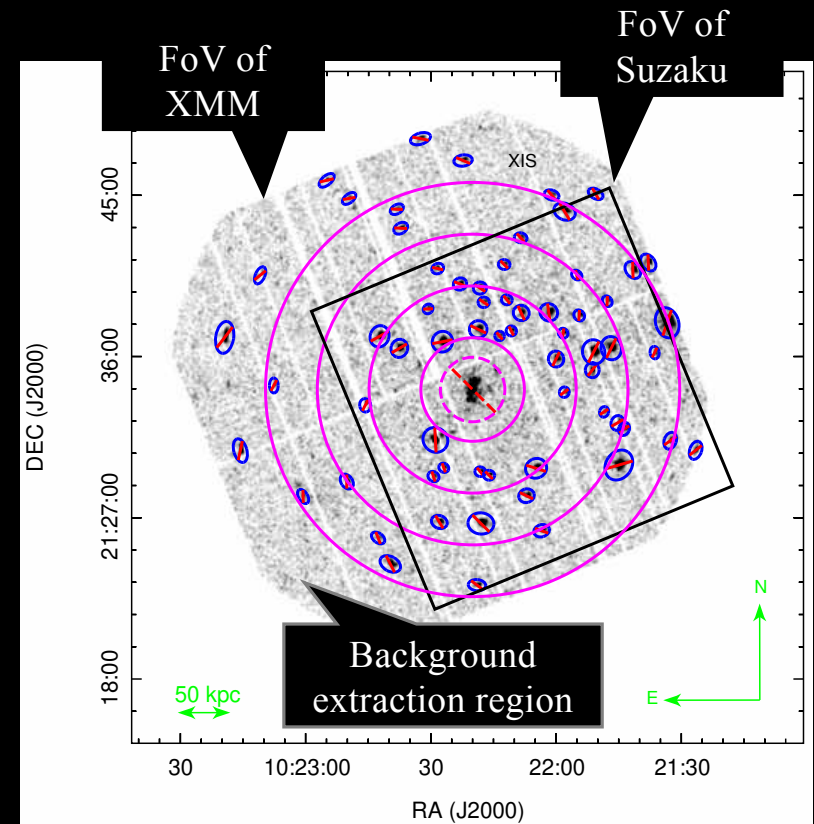 FoV of
XMM
FoV of
Suzaku
XIS
45:00
36:00
21:27:00
18:00
DEC (J2000)
Background
extraction region
50 kpc
N
E
30
10:23:00
30
22:00
21:30
RA (J2000)